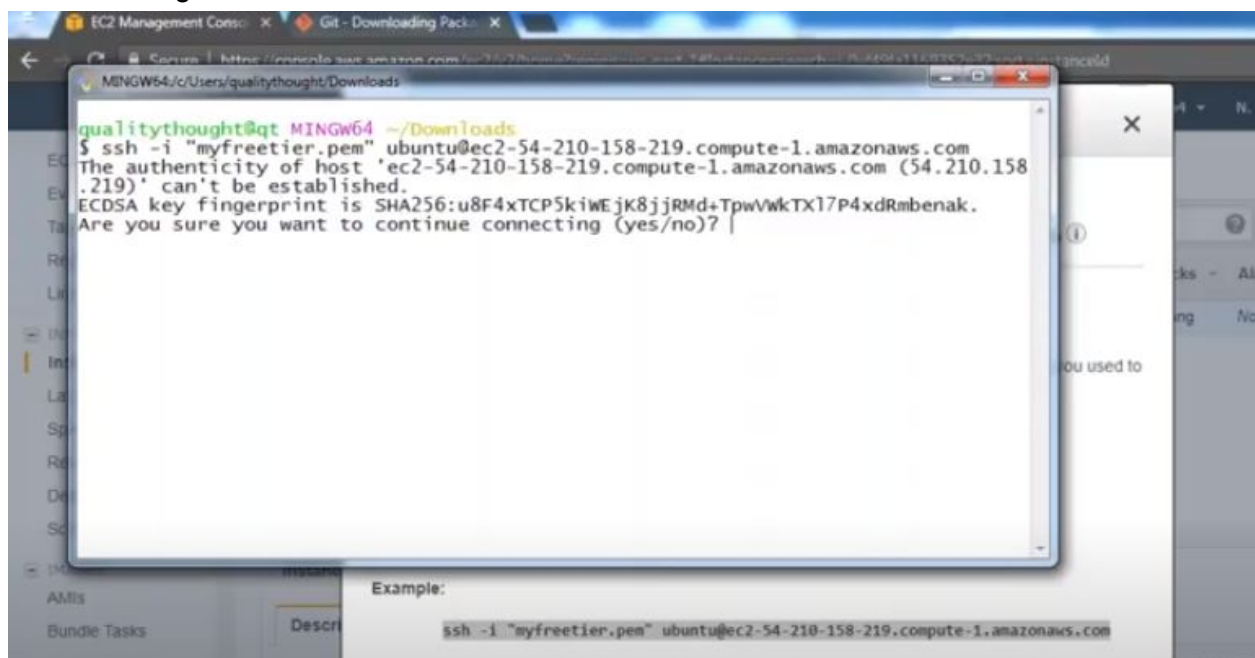 EC2 Management Conso
Git - Downloading Packa
Secure
MINGW64:/c/Users/qualitythought/Downloads
qualitythought@qt MINGW64 ~/Downloads
$ ssh -i "myfreetier.pem" ubuntu@ec2-54-210-158-219.compute-1.amazonaws.com
The authenticity of host 'ec2-54-210-158-219.compute-1.amazonaws.com (54.210.158
.219)' can't be established.
ECDSA key fingerprint is SHA256:u8F4xTCP5kiWEjK8jjRMd+TpwVWkTXl7P4xdRmbenak.
Are you sure you want to continue connecting (yes/no)?
ou used to
Example:
ssh -i "myfreetier.pem" ubuntu@ec2-54-210-158-219.compute-1.amazonaws.com
AMIs
Bundle Tasks
Descri